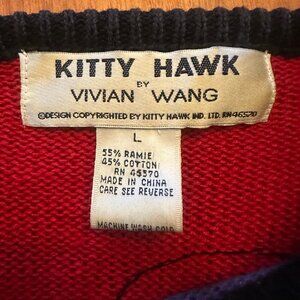 KITTY HAWK
BY
VIVIAN WANG
©DESIGN COPYRIGHTED BY KITTY HAWK IND. LTD. RN 46570
L
55% RAMIE
45% COTTON
RN 46570
MADE IN CHINA
CARE SEE REVERSE
MACHINE WASH COLD